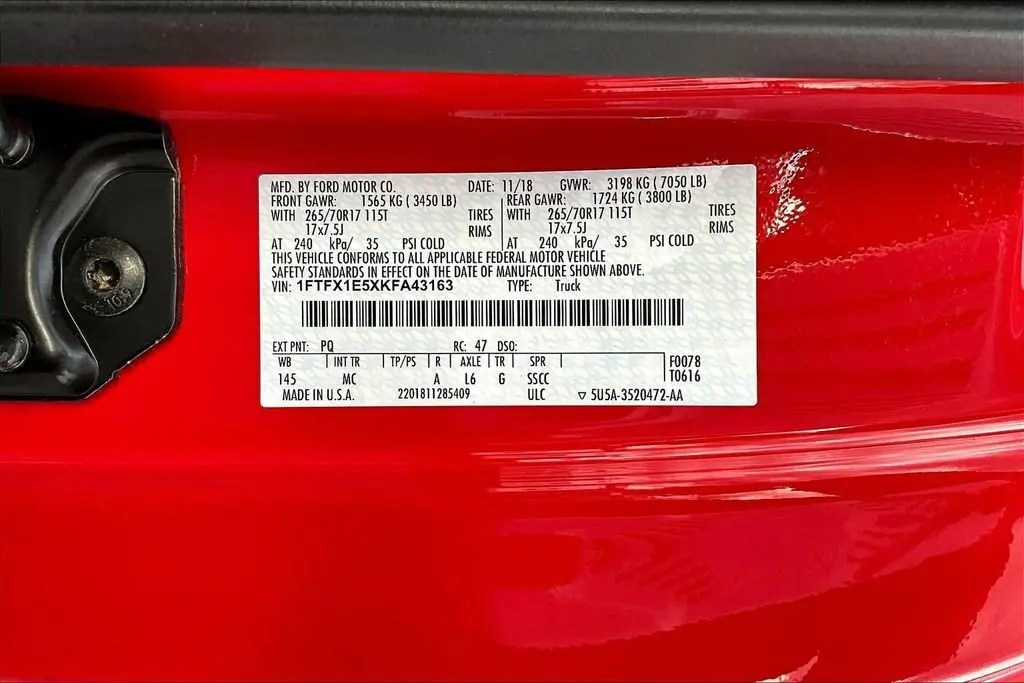 MFD. BY FORD MOTOR CO. DATE: 11/18 GVWR: 3198 KG ( 7050 LB)
FRONT GAWR: 1565 KG ( 3450 LB) REAR GAWR: 1724 KG ( 3800 LB)
WITH 265/70R17 115T TIRES WITH 265/70R17 115T TIRES
17x7.5J RIMS 17x7.5J RIMS
AT 240 kPa/ 35 PSI COLD AT 240 kPa/ 35 PSI COLD
THIS VEHICLE CONFORMS TO ALL APPLICABLE FEDERAL MOTOR VEHICLE
SAFETY STANDARDS IN EFFECT ON THE DATE OF MANUFACTURE SHOWN ABOVE.
VIN: 1FTFX1E5XKFA43163 TYPE: Truck
EXT PNT: PQ RC: 47 DSO:
WB INT TR TP/PS R AXLE TR SPR F0078
145 MC A L6 G SSCC T0616
MADE IN U.S.A. 2201811285409 ULC 5U5A-3520472-AA